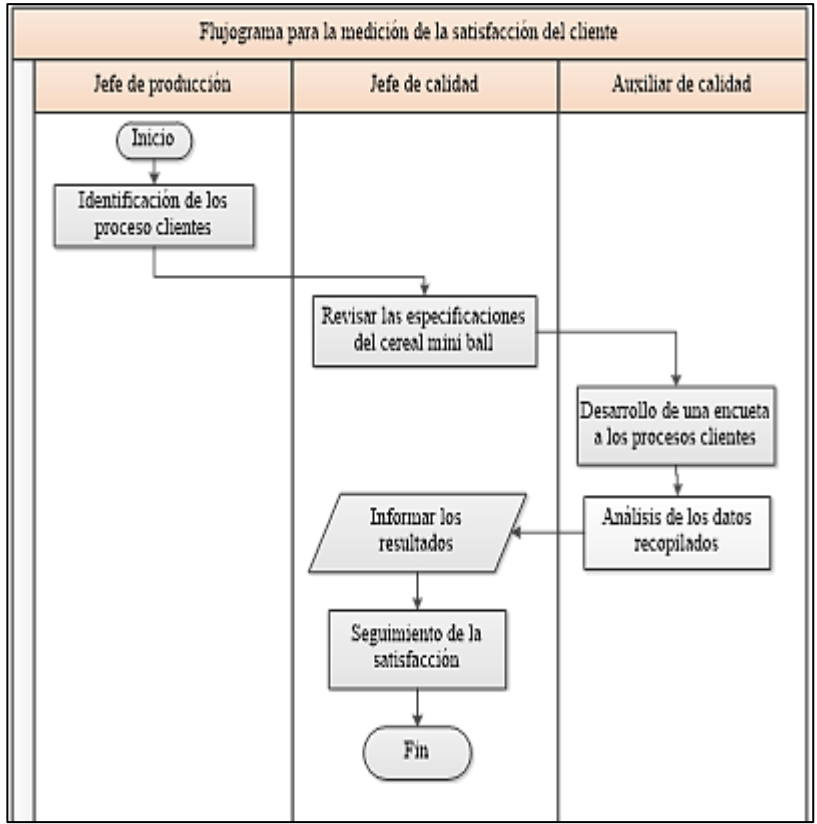 Flujograma para la medición de la satisfacción del cliente
Jefe de producción
Jefe de calidad
Auxiliar de calidad
Inicio
Identificación de los
proceso clientes
Revisar las especificaciones
del cereal mini ball
Desarrollo de una encueta
a los procesos clientes
Análisis de los datos
recopilados
Informar los
resultados
Seguimiento de la
satisfacción
Fin